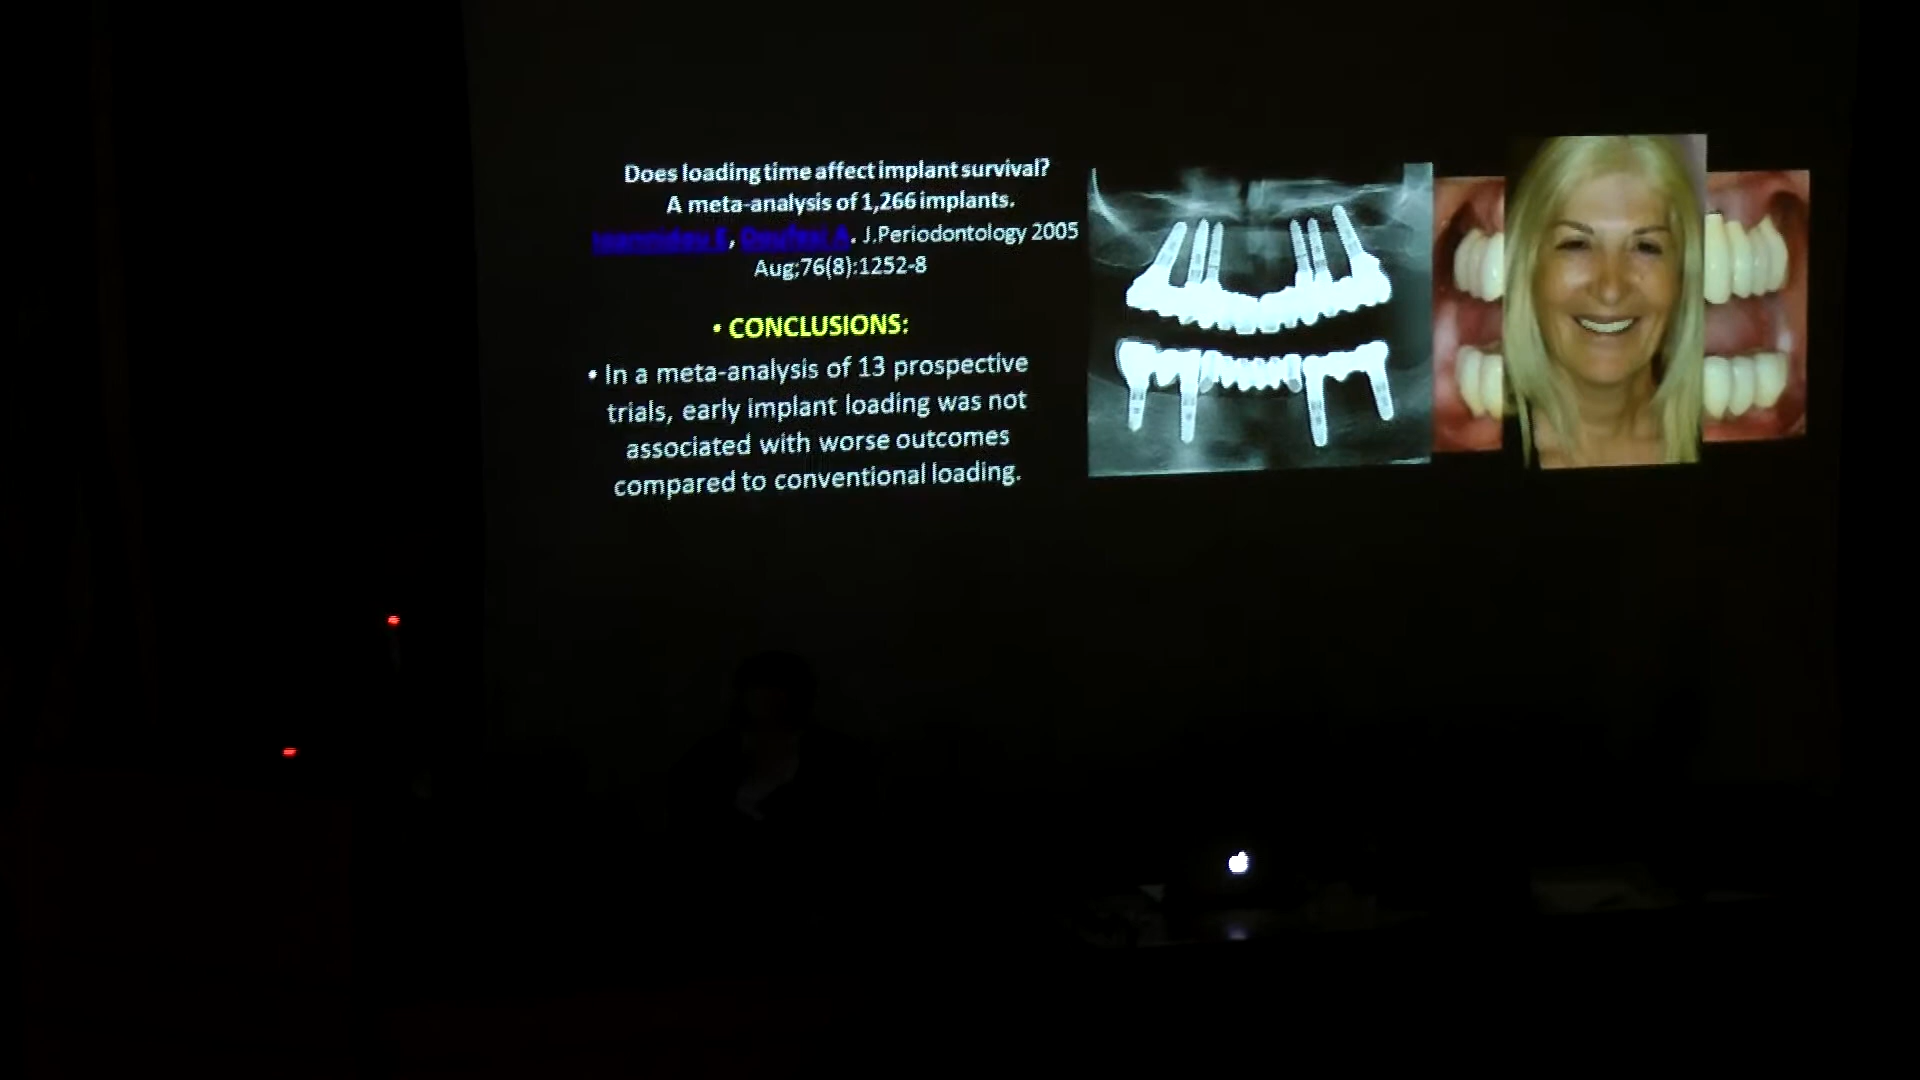 Does loading time affect implant survival?
A meta-analysis of 1,266 implants.
Ioannidou E, Doufexi A. J.Periodontology 2005
Aug;76(8):1252-8
• CONCLUSIONS:
• In a meta-analysis of 13 prospective
trials, early implant loading was not
associated with worse outcomes
compared to conventional loading.